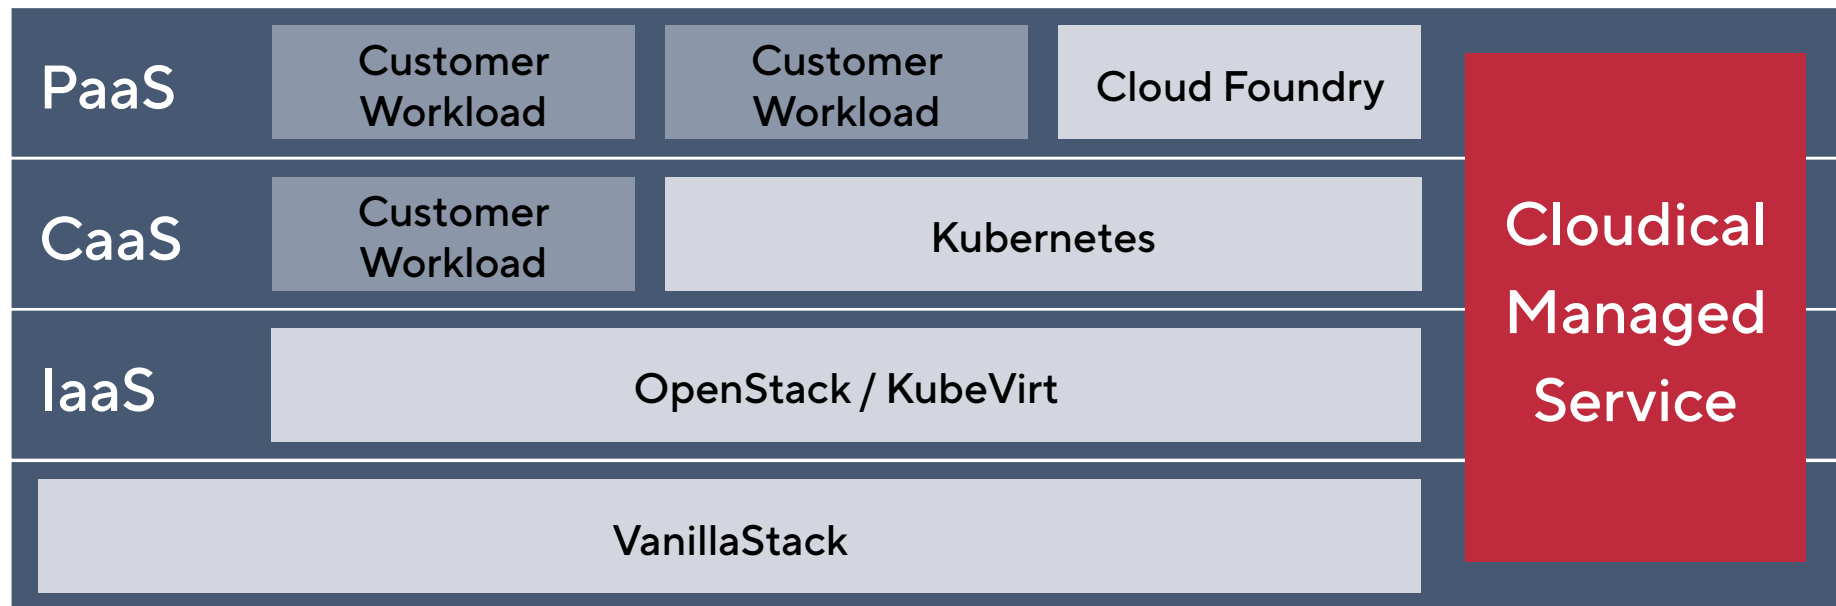 PaaS
Customer
Workload
Customer
Workload
Cloud Foundry
CaaS
Customer
Workload
Kubernetes
IaaS
OpenStack / KubeVirt
VanillaStack
Cloudical
Managed
Service